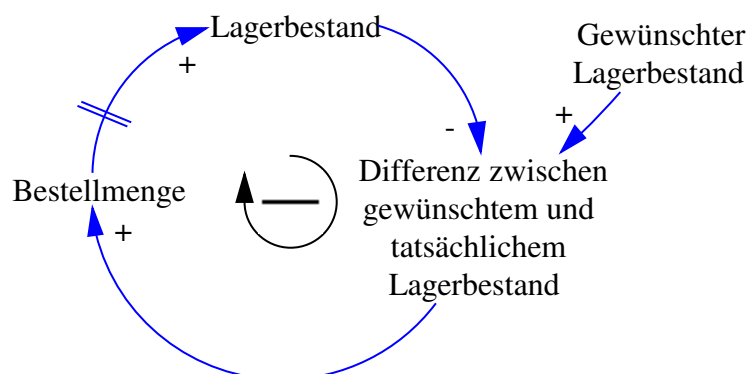 Lagerbestand
+
Gewünschter
Lagerbestand
+
-
Differenz zwischen
gewünschtem und
tatsächlichem
Lagerbestand
Bestellmenge
+